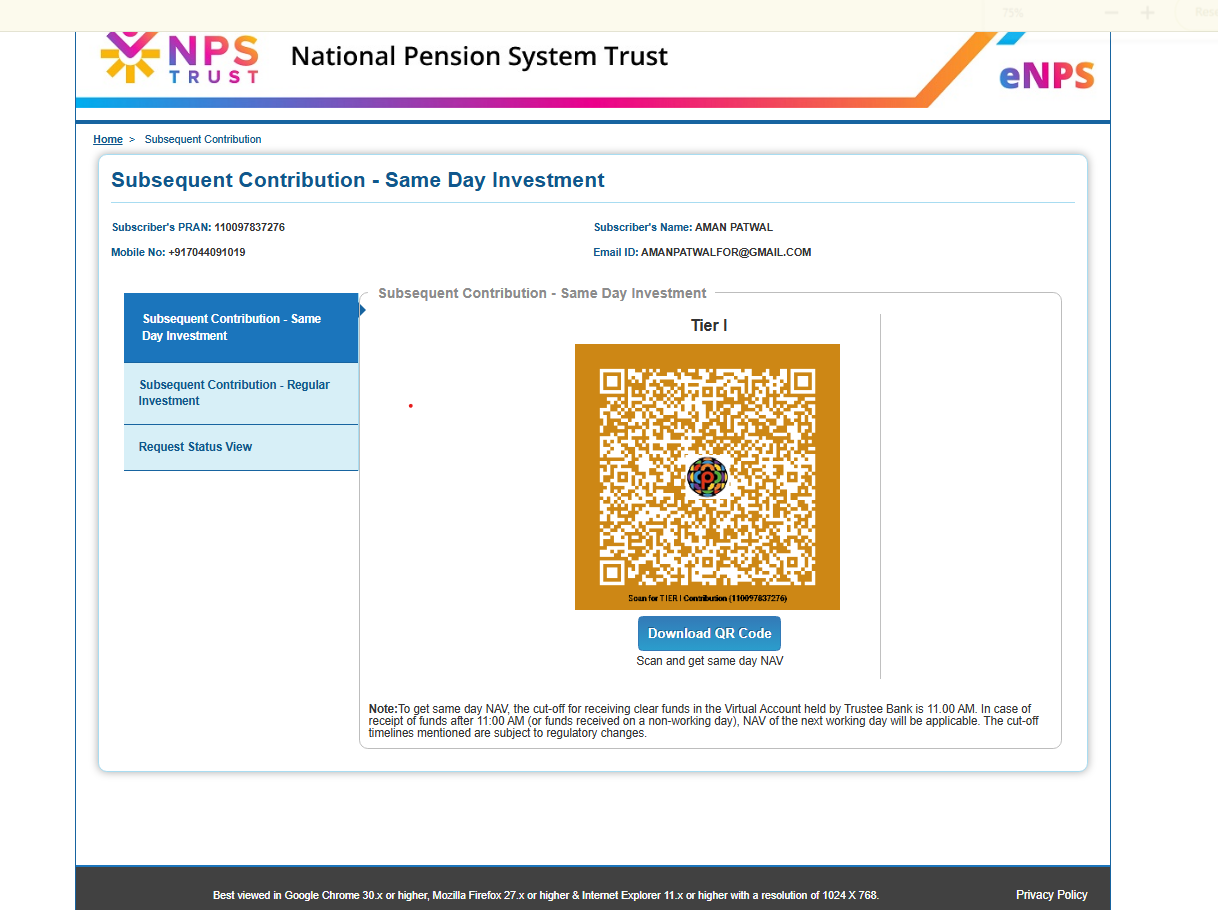 75%
NPS
TRUST
National Pension System Trust
eNPS
Home > Subsequent Contribution
Subsequent Contribution - Same Day Investment
Subscriber's PRAN: 110097837276
Subscriber's Name: AMAN PATWAL
Mobile No: +917044091019
Email ID: AMANPATWALFOR@GMAIL.COM
Subsequent Contribution - Same
Day Investment
Subsequent Contribution - Regular
Investment
Request Status View
Subsequent Contribution - Same Day Investment
Tier I
Scan for TIER I Contribution (110097837276)
Download QR Code
Scan and get same day NAV
Note:To get same day NAV, the cut-off for receiving clear funds in the Virtual Account held by Trustee Bank is 11.00 AM. In case of
receipt of funds after 11:00 AM (or funds received on a non-working day), NAV of the next working day will be applicable. The cut-off
timelines mentioned are subject to regulatory changes.
Best viewed in Google Chrome 30.x or higher, Mozilla Firefox 27.x or higher & Internet Explorer 11.x or higher with a resolution of 1024 X 768.
Privacy Policy